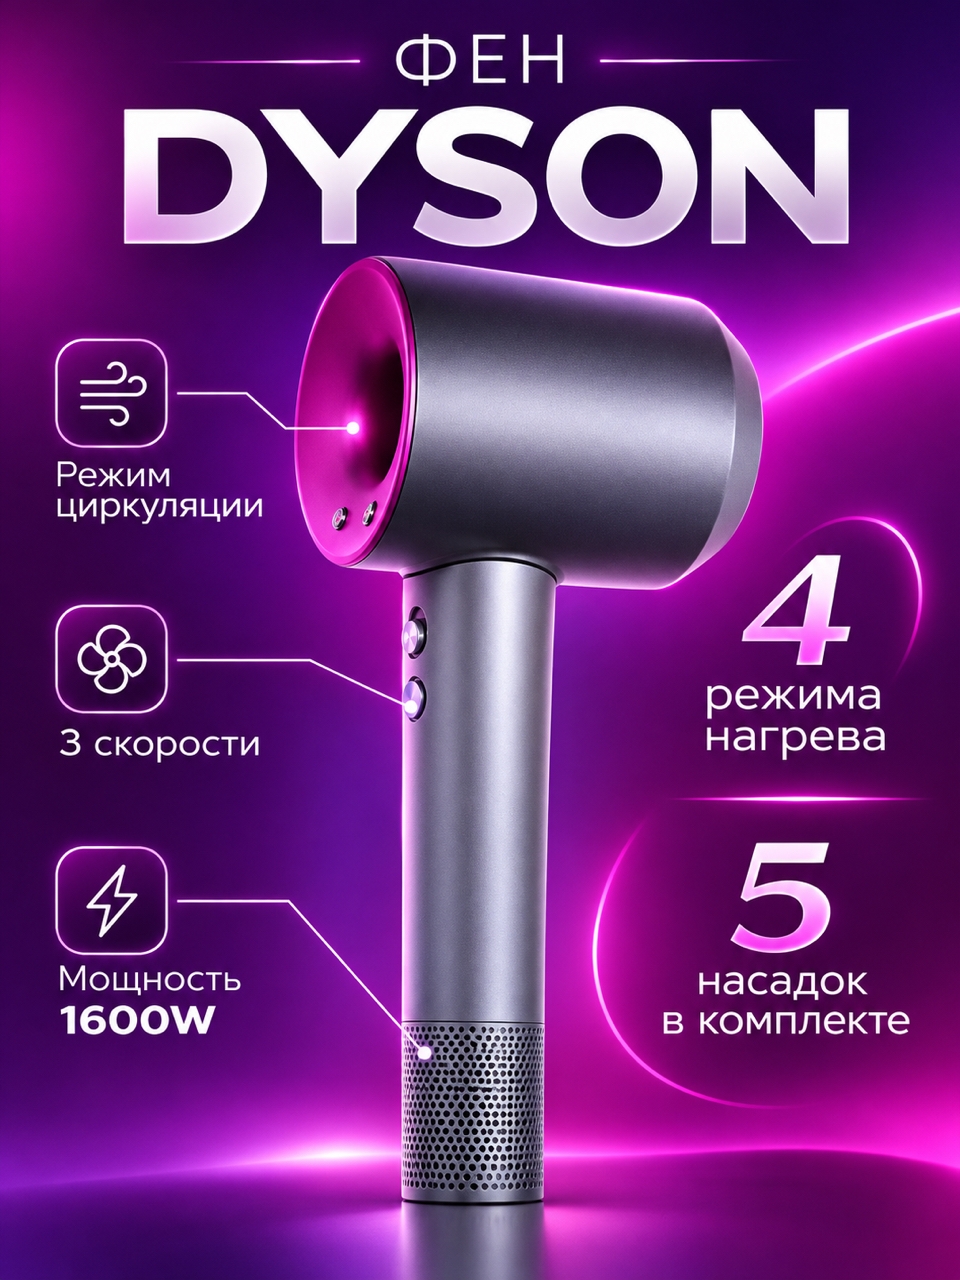 ФЕН
DYSON
Режим
циркуляции
3 скорости
Мощность
1600W
4
режима
нагрева
5
насадок
в комплекте